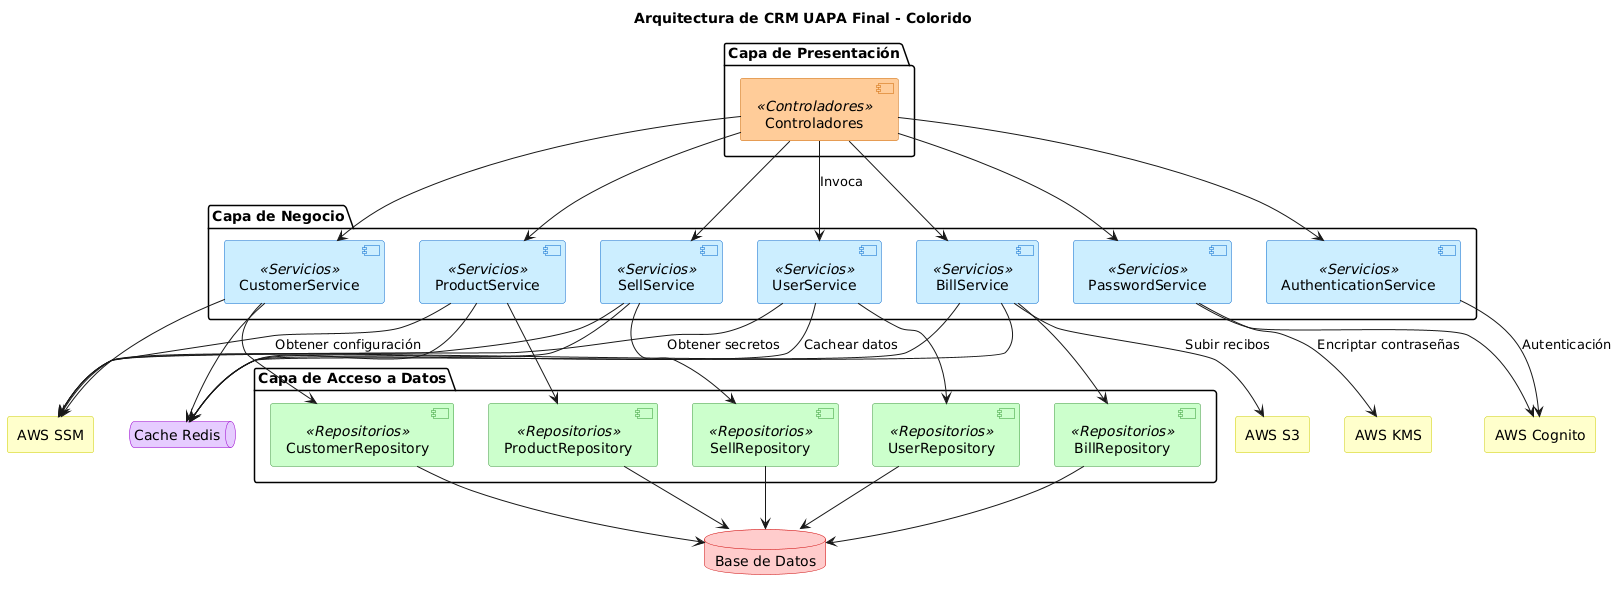 Arquitectura de CRM UAPA Final - Colorido
Capa de Presentación
«Controladores»
Controladores
Invoca
Capa de Negocio
«Servicios»
CustomerService
«Servicios»
ProductService
«Servicios»
SellService
«Servicios»
UserService
«Servicios»
BillService
«Servicios»
PasswordService
«Servicios»
AuthenticationService
Obtener configuración
Obtener secretos
Cachear datos
Subir recibos
Encriptar contraseñas
Autenticación
Capa de Acceso a Datos
AWS SSM
Cache Redis
«Repositorios»
CustomerRepository
«Repositorios»
ProductRepository
«Repositorios»
SellRepository
«Repositorios»
UserRepository
«Repositorios»
BillRepository
AWS S3
AWS KMS
AWS Cognito
Base de Datos